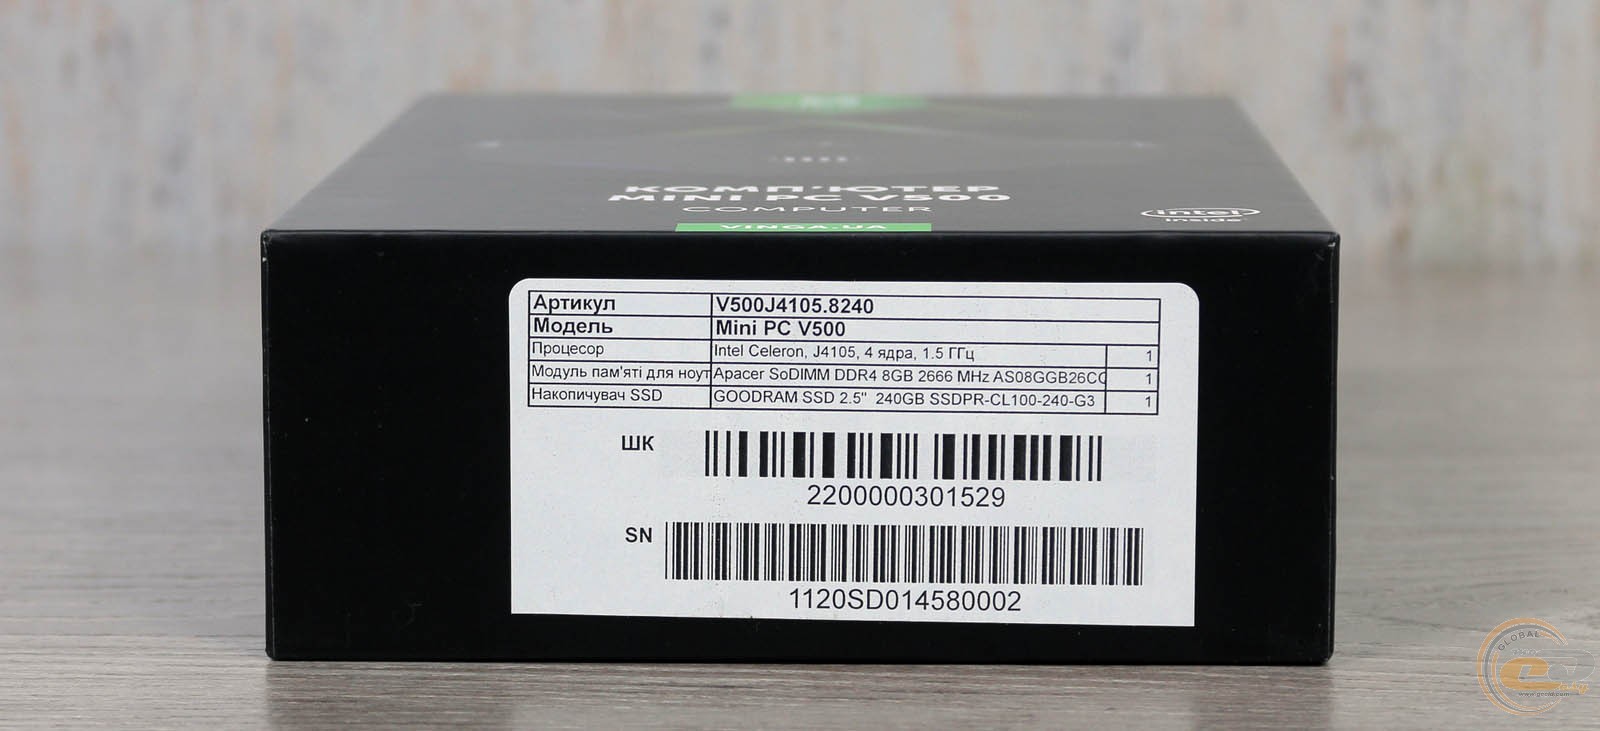 КОМП'ЮТЕР
MINI PC V500
COMPUTER
VINGA.UA
intel
inside
Артикул V500J4105.8240
Модель Mini PC V500
Процесор Intel Celeron, J4105, 4 ядра, 1.5 ГГц 1
Модуль пам'яті для ноут Apacer SoDIMM DDR4 8GB 2666 MHz AS08GGB26CC 1
Накопичувач SSD GOODRAM SSD 2.5" 240GB SSDPR-CL100-240-G3 1
ШК
2200000301529
SN
1120SD014580002
GLOBAL